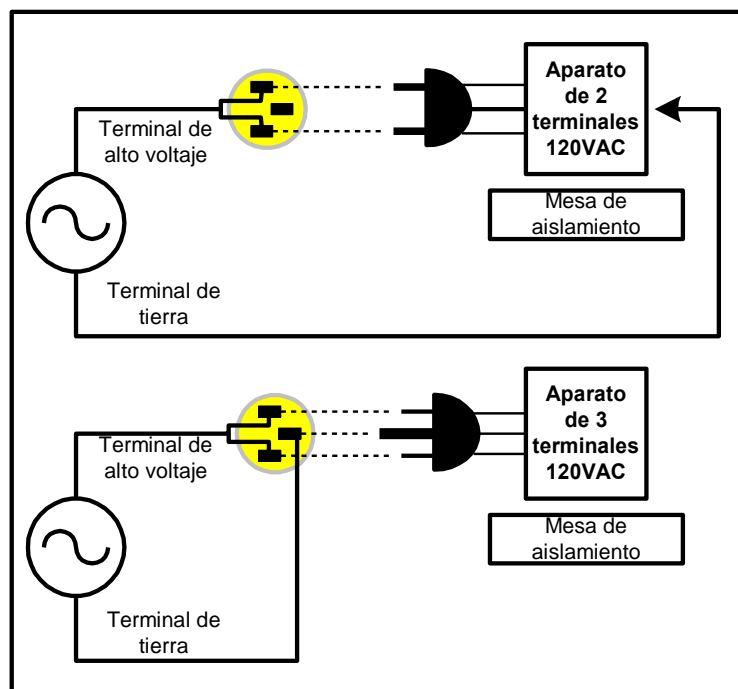 Aparato
de 2
terminales
120VAC
Terminal de
alto voltaje
Mesa de
aislamiento
Terminal de
tierra
Aparato
de 3
terminales
120VAC
Terminal de
alto voltaje
Mesa de
aislamiento
Terminal de
tierra